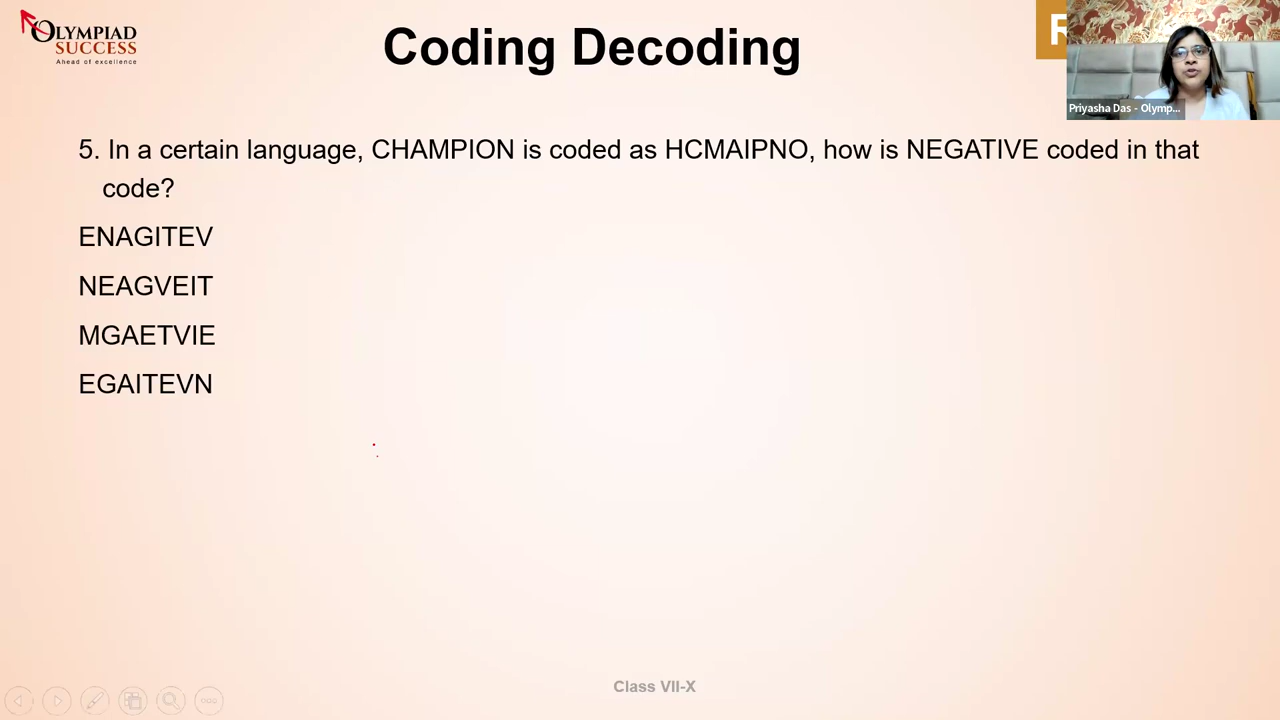 OLYMPIAD
SUCCESS
Ahead of excellence
Coding Decoding
Priyasha Das - Olymp...
5. In a certain language, CHAMPION is coded as HCMAIPNO, how is NEGATIVE coded in that
code?
ENAGITEV
NEAGVEIT
MGAETVIE
EGAITEVN
Class VII-X